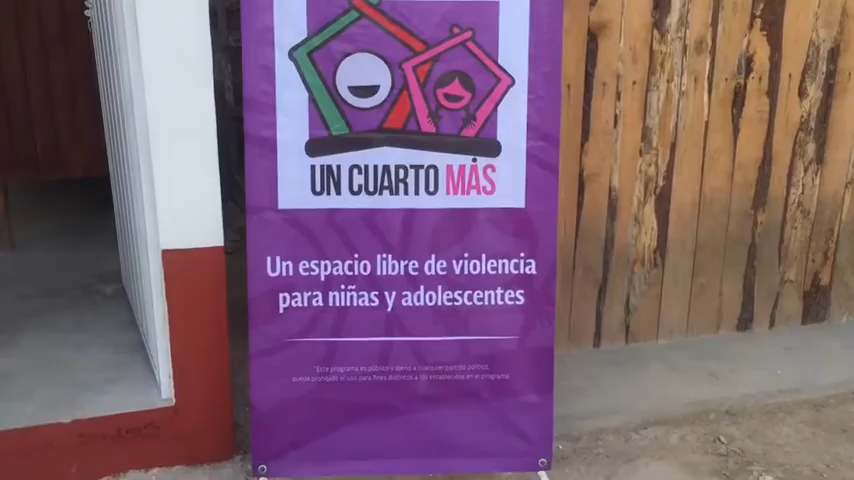 UN CUARTO MÁS
Un espacio libre de violencia
para niñas y adolescentes
"Este programa es público y ajeno a cualquier partido político,
queda prohibido el uso para fines distintos a los establecidos en el programa